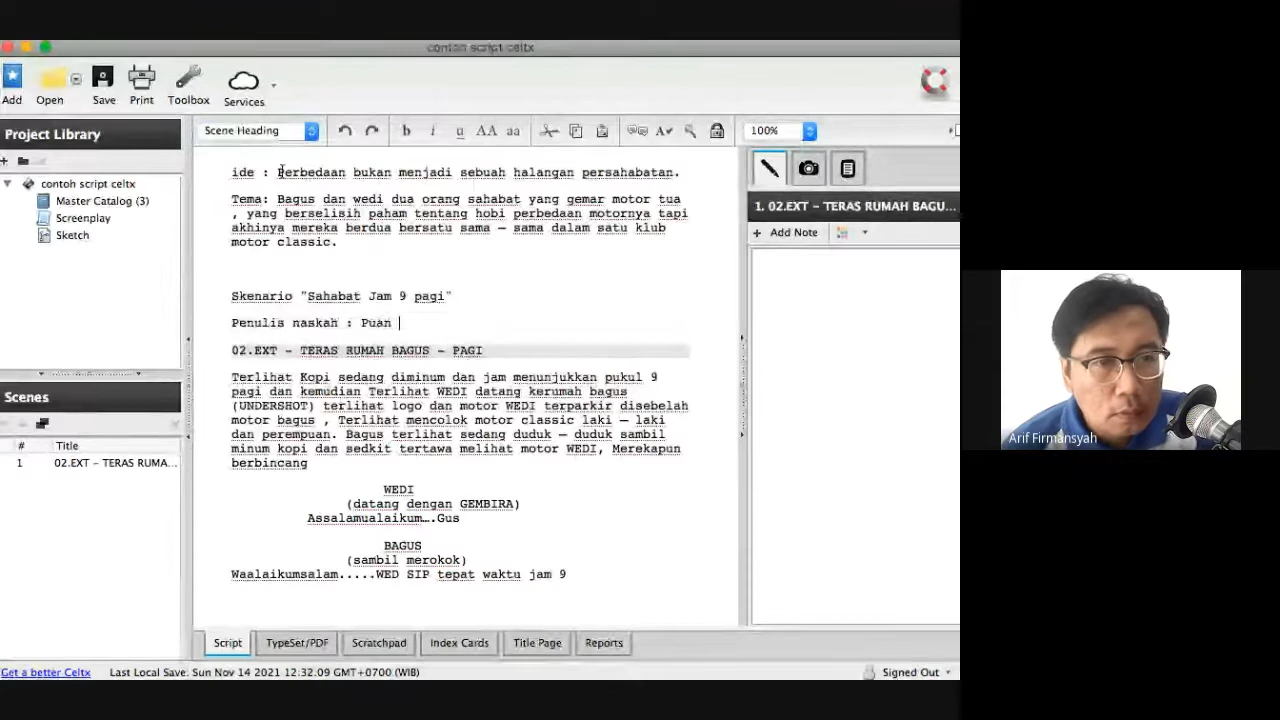 contoh script celtx
Add Open Save Print Toolbox Services
Project Library
Scene Heading
b i u AA aa
100%
contoh script celtx
Master Catalog (3)
Screenplay
Sketch
Scenes
# Title
1 02.EXT – TERAS RUMA...
ide : Perbedaan bukan menjadi sebuah halangan persahabatan.
Tema: Bagus dan wedi dua orang sahabat yang gemar motor tua
, yang berselisih paham tentang hobi perbedaan motornya tapi
akhinya mereka berdua bersatu sama – sama dalam satu klub
motor classic.
Skenario "Sahabat Jam 9 pagi"
Penulis naskah : Puan
02.EXT – TERAS RUMAH BAGUS – PAGI
Terlihat Kopi sedang diminum dan jam menunjukkan pukul 9
pagi dan kemudian Terlihat WEDI datang kerumah bagus
(UNDERSHOT) terlihat logo dan motor WEDI terparkir disebelah
motor bagus , Terlihat mencolok motor classic laki – laki
dan perempuan. Bagus terlihat sedang duduk – duduk sambil
minum kopi dan sedkit tertawa melihat motor WEDI, Merekapun
berbincang
WEDI
(datang dengan GEMBIRA)
Assalamualaikum….Gus
BAGUS
(sambil merokok)
Waalaikumsalam.....WED SIP tepat waktu jam 9
1. 02.EXT – TERAS RUMAH BAGU...
+ Add Note
Script TypeSet/PDF Scratchpad Index Cards Title Page Reports
Get a better Celtx Last Local Save: Sun Nov 14 2021 12:32.09 GMT+0700 (WIB)
Signed Out
Arif Firmansyah